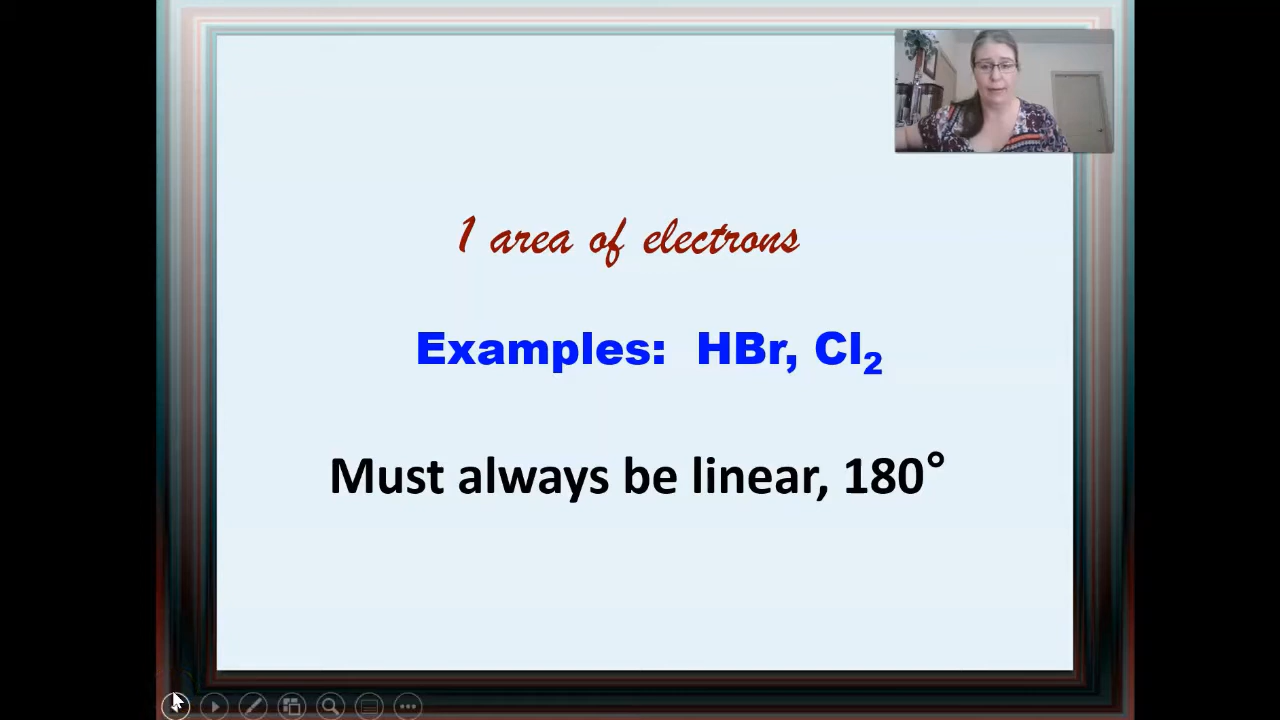 1 area of electrons
Examples: HBr, Cl₂
Must always be linear, 180°